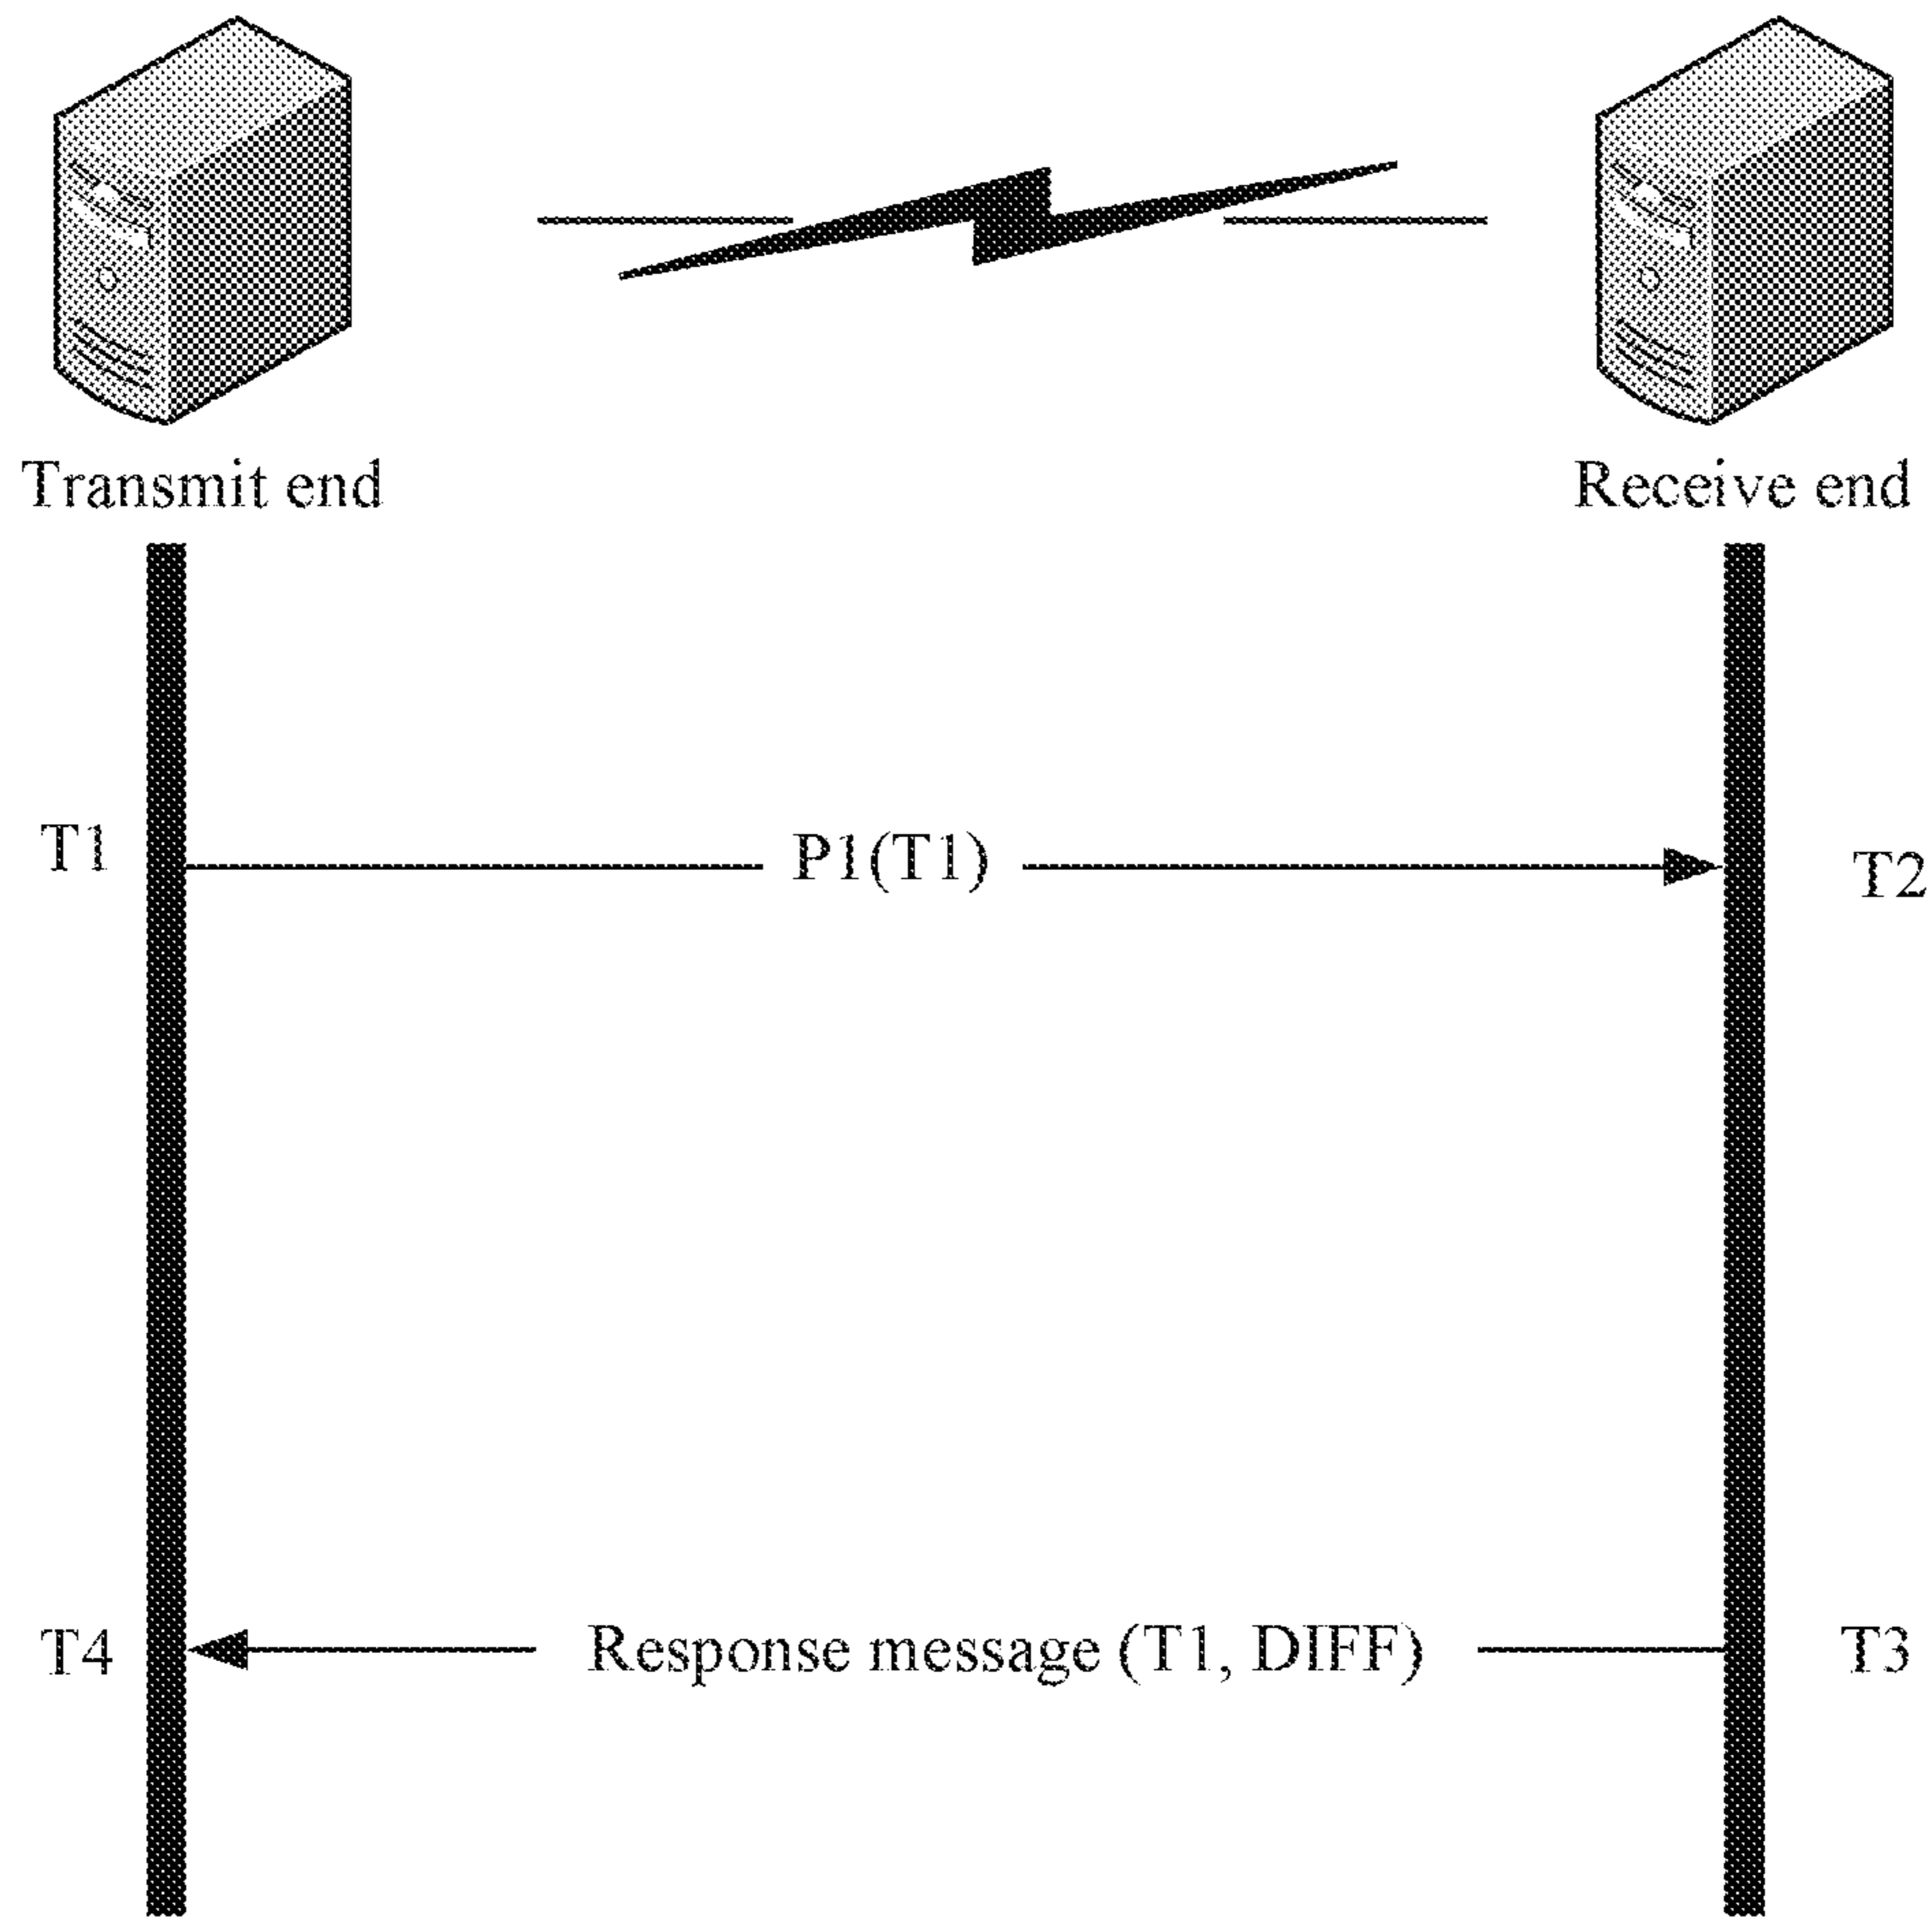 Transmit end
Receive end
T1
P1(T1)
T2
T4
Response message (T1, DIFF)
T3